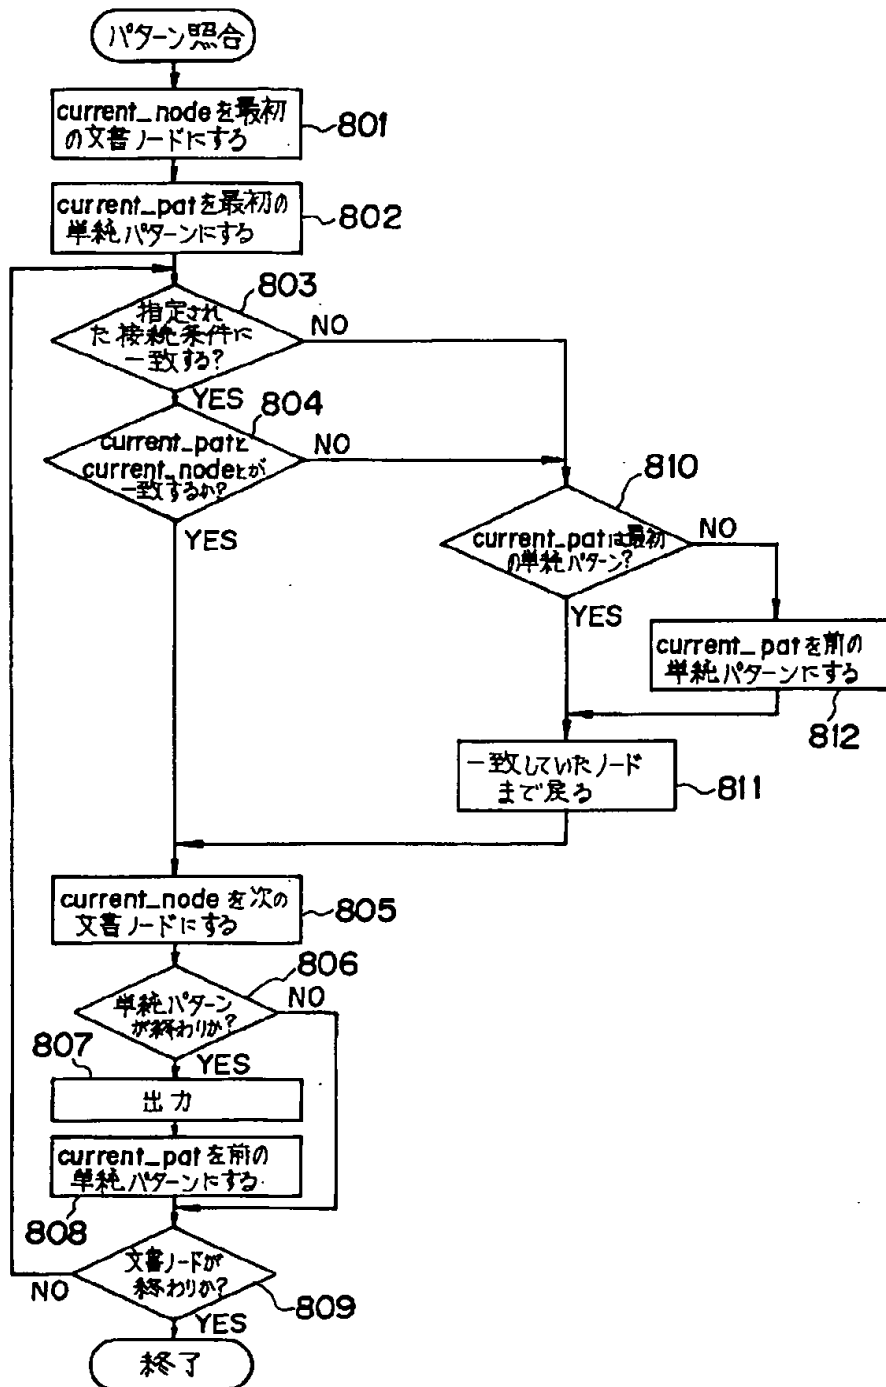 パターン照合
current_nodeを最初
の文書ノードにする
801
current_patを最初の
単純パターンにする
802
803
指定され
た接続条件に
一致する?
NO
YES
804
current_patと
current_nodeとが
一致するか?
NO
YES
810
current_patは最初
の単純パターン?
NO
YES
current_patを前の
単純パターンにする
812
一致していたノード
まで戻る
811
current_nodeを次の
文書ノードにする
805
806
単純パターン
が終わりか?
NO
807
YES
出力
current_patを前の
単純パターンにする
808
文書ノードが
終わりか?
NO
809
YES
終了